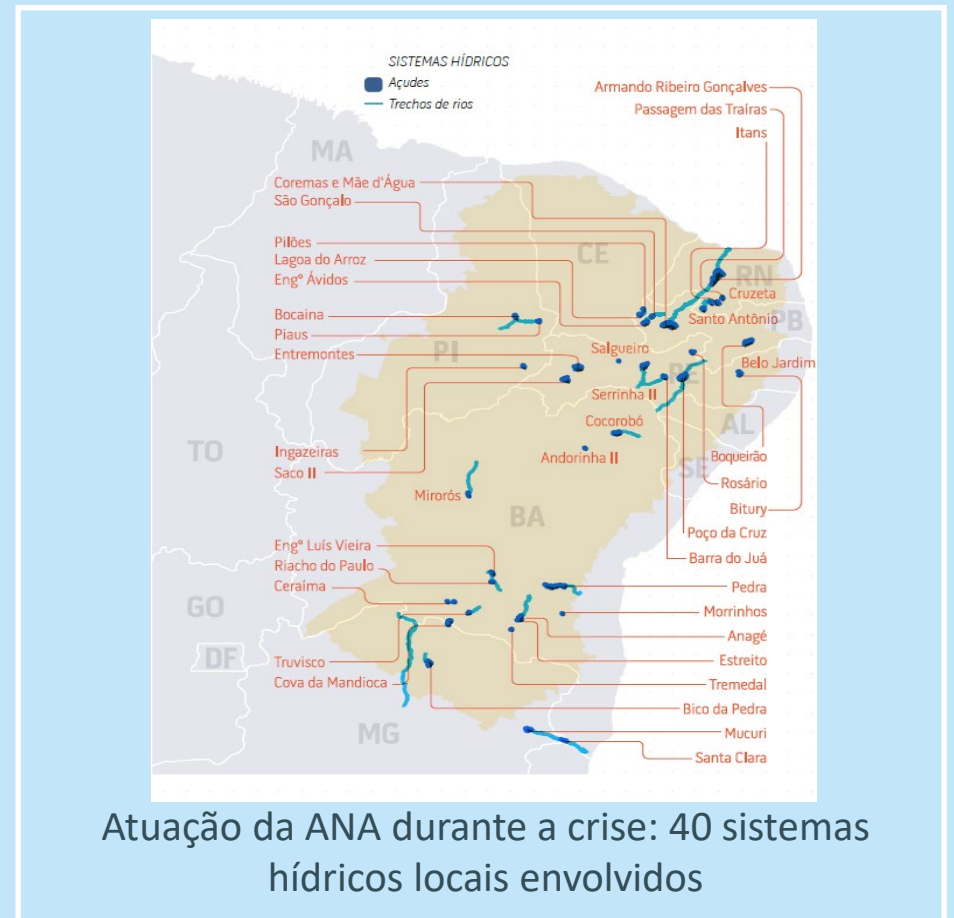 SISTEMAS HÍDRICOS
Açudes
Trechos de rios
Armando Ribeiro Gonçalves
Passagem das Traíras
Itans
MA
Coremas e Mãe d'Água
São Gonçalo
Pilões
Lagoa do Arroz
Engº Ávidos
CE
RN
Cruzeta
Santo Antônio
PB
Bocaina
Piaus
Entremontes
PI
Salgueiro
Belo Jardim
PE
Serrinha II
Cocorobó
AL
TO
Ingazeiras
Saco II
Andorinha II
SE
Boqueirão
Rosário
Mirorós
BA
Bitury
Poço da Cruz
Barra do Juá
Engº Luís Vieira
Riacho do Paulo
Ceraíma
Pedra
GO
Morrinhos
Anagé
DF
Truvisco
Cova da Mandioca
Estreito
Tremedal
Bico da Pedra
MG
Mucuri
Santa Clara
Atuação da ANA durante a crise: 40 sistemas
hídricos locais envolvidos